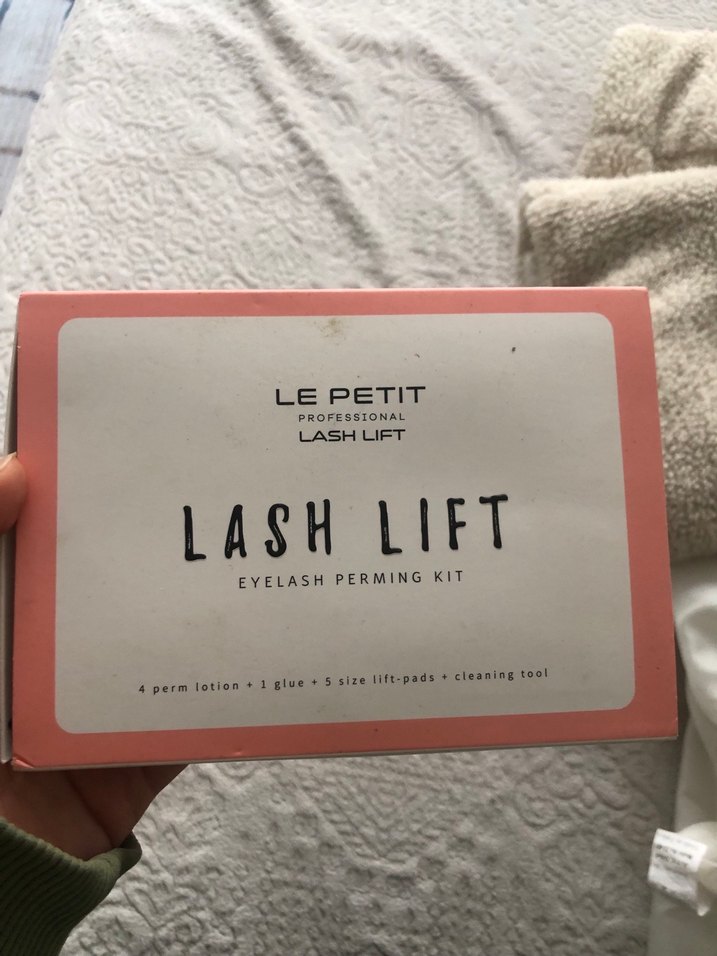 LE PETIT
PROFESSIONAL
LASH LIFT
LASH LIFT
EYELASH PERMING KIT
4 perm lotion + 1 glue + 5 size lift-pads + cleaning tool